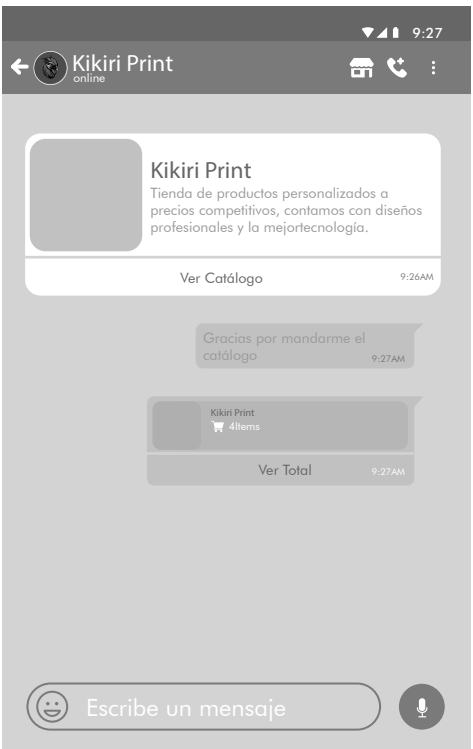 9:27
Kikiri Print
online
Kikiri Print
Tienda de productos personalizados a
precios competitivos, contamos con diseños
profesionales y la mejortecnología.
Ver Catálogo 9:26AM
Gracias por mandarme el
catálogo 9:27AM
Kikiri Print
4Items
Ver Total 9:27AM
Escribe un mensaje